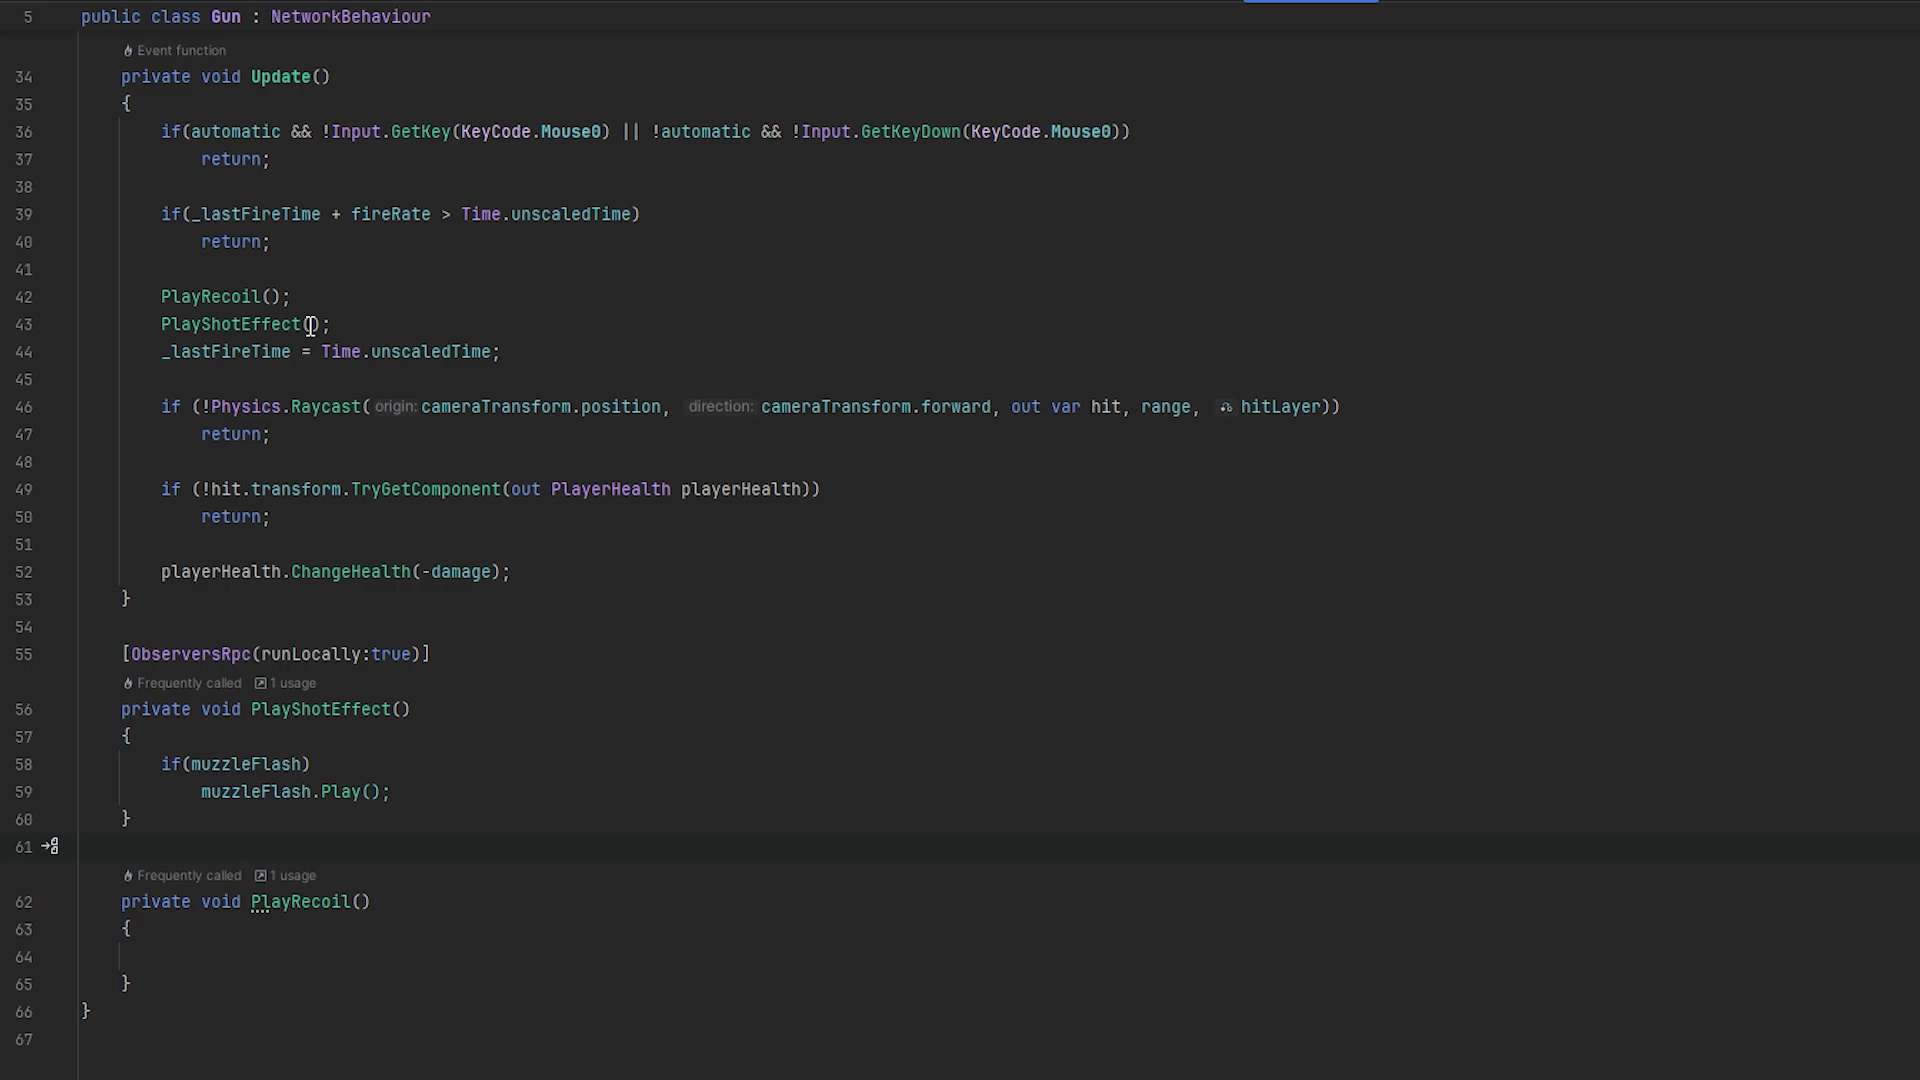 5 public class Gun : NetworkBehaviour
Event function
34 private void Update()
35 {
36 if(automatic && !Input.GetKey(KeyCode.Mouse0) || !automatic && !Input.GetKeyDown(KeyCode.Mouse0))
37 return;
38
39 if(_lastFireTime + fireRate > Time.unscaledTime)
40 return;
41
42 PlayRecoil();
43 PlayShotEffect();
44 _lastFireTime = Time.unscaledTime;
45
46 if (!Physics.Raycast( origin: cameraTransform.position, direction: cameraTransform.forward, out var hit, range, hitLayer))
47 return;
48
49 if (!hit.transform.TryGetComponent(out PlayerHealth playerHealth))
50 return;
51
52 playerHealth.ChangeHealth(-damage);
53 }
54
55 [ObserversRpc(runLocally:true)]
Frequently called 1 usage
56 private void PlayShotEffect()
57 {
58 if(muzzleFlash)
59 muzzleFlash.Play();
60 }
61
Frequently called 1 usage
62 private void PlayRecoil()
63 {
64
65 }
66 }
67